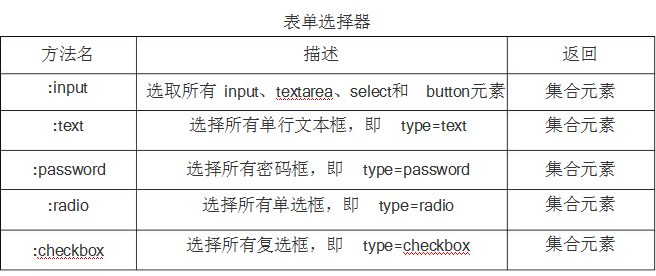 表单选择器
方法名 描述 返回
:input 选取所有 input、textarea、select和 button元素 集合元素
:text 选择所有单行文本框，即 type=text 集合元素
:password 选择所有密码框，即 type=password 集合元素
:radio 选择所有单选框，即 type=radio 集合元素
:checkbox 选择所有复选框，即 type=checkbox 集合元素